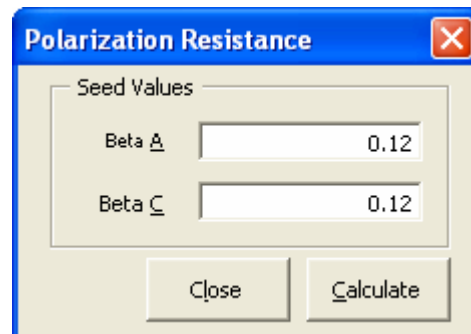 Polarization Resistance
Seed Values
Beta A
0.12
Beta C
0.12
Close
Calculate